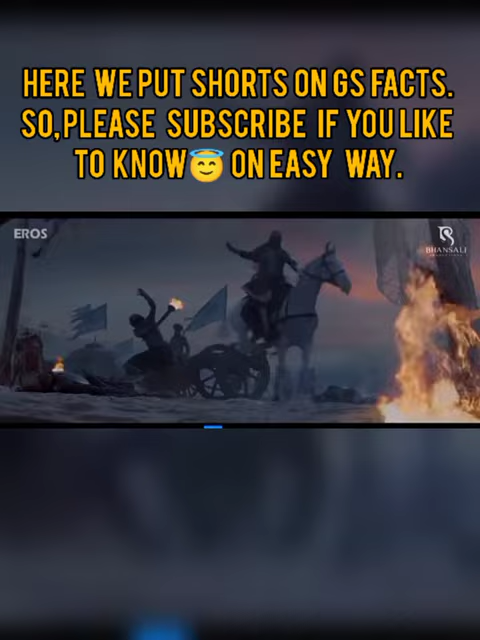 HERE WE PUT SHORTS ON GS FACTS.
SO,PLEASE SUBSCRIBE IF YOU LIKE
TO KNOW😇 ON EASY WAY.
EROS
BHANSALI